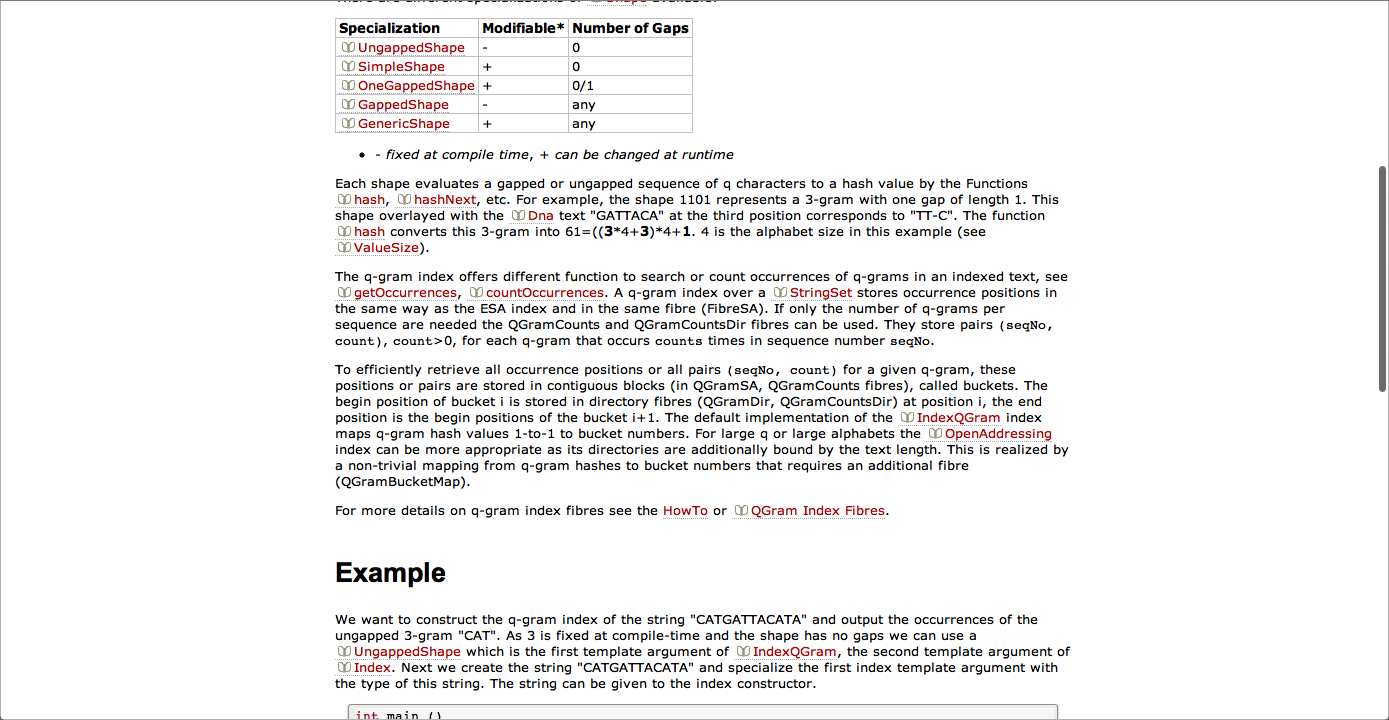 There are different specializations of Shape available:
Specialization Modifiable* Number of Gaps
UngappedShape - 0
SimpleShape + 0
OneGappedShape + 0/1
GappedShape - any
GenericShape + any
• - fixed at compile time, + can be changed at runtime
Each shape evaluates a gapped or ungapped sequence of q characters to a hash value by the Functions
hash, hashNext, etc. For example, the shape 1101 represents a 3-gram with one gap of length 1. This
shape overlayed with the Dna text "GATTACA" at the third position corresponds to "TT-C". The function
hash converts this 3-gram into 61=((3*4+3)*4+1. 4 is the alphabet size in this example (see
ValueSize).
The q-gram index offers different function to search or count occurrences of q-grams in an indexed text, see
getOccurrences, countOccurrences. A q-gram index over a StringSet stores occurrence positions in
the same way as the ESA index and in the same fibre (FibreSA). If only the number of q-grams per
sequence are needed the QGramCounts and QGramCountsDir fibres can be used. They store pairs (seqNo,
count), count>0, for each q-gram that occurs counts times in sequence number seqNo.
To efficiently retrieve all occurrence positions or all pairs (seqNo, count) for a given q-gram, these
positions or pairs are stored in contiguous blocks (in QGramSA, QGramCounts fibres), called buckets. The
begin position of bucket i is stored in directory fibres (QGramDir, QGramCountsDir) at position i, the end
position is the begin positions of the bucket i+1. The default implementation of the IndexQGram index
maps q-gram hash values 1-to-1 to bucket numbers. For large q or large alphabets the OpenAddressing
index can be more appropriate as its directories are additionally bound by the text length. This is realized by
a non-trivial mapping from q-gram hashes to bucket numbers that requires an additional fibre
(QGramBucketMap).
For more details on q-gram index fibres see the HowTo or QGram Index Fibres.
Example
We want to construct the q-gram index of the string "CATGATTACATA" and output the occurrences of the
ungapped 3-gram "CAT". As 3 is fixed at compile-time and the shape has no gaps we can use a
UngappedShape which is the first template argument of IndexQGram, the second template argument of
Index. Next we create the string "CATGATTACATA" and specialize the first index template argument with
the type of this string. The string can be given to the index constructor.
int main ()